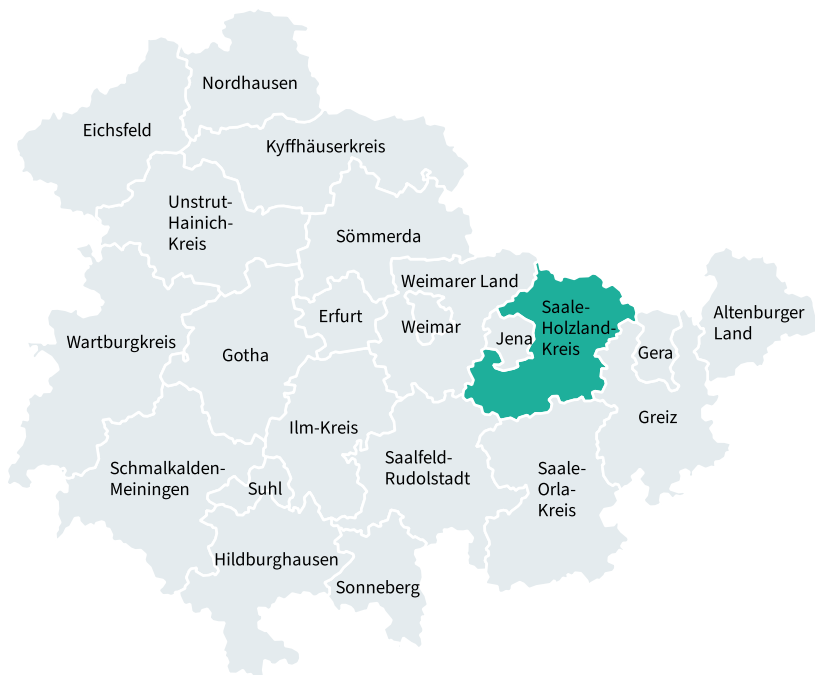 Nordhausen
Eichsfeld
Kyffhäuserkreis
Unstrut-
Hainich-
Kreis
Sömmerda
Weimarer Land
Saale-
Holzland-
Kreis
Altenburger
Land
Erfurt
Weimar
Jena
Wartburgkreis
Gotha
Gera
Greiz
Ilm-Kreis
Schmalkalden-
Meiningen
Suhl
Saalfeld-
Rudolstadt
Saale-
Orla-
Kreis
Hildburghausen
Sonneberg